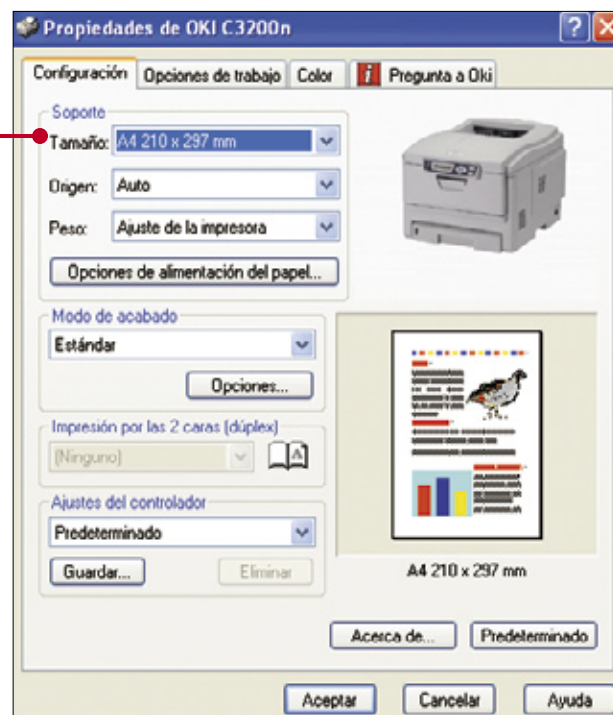 Propiedades de OKI C3200n
Configuración Opciones de trabajo Color Pregunta a Oki
Soporte
Tamaño: A4 210 x 297 mm
Origen: Auto
Peso: Ajuste de la impresora
Opciones de alimentación del papel...
Modo de acabado
Estándar
Opciones...
Impresión por las 2 caras (dúplex)
(Ninguno)
A
Ajustes del controlador
Predeterminado
Guardar... Eliminar
A4 210 x 297 mm
Acerca de... Predeterminado
Aceptar Cancelar Ayuda